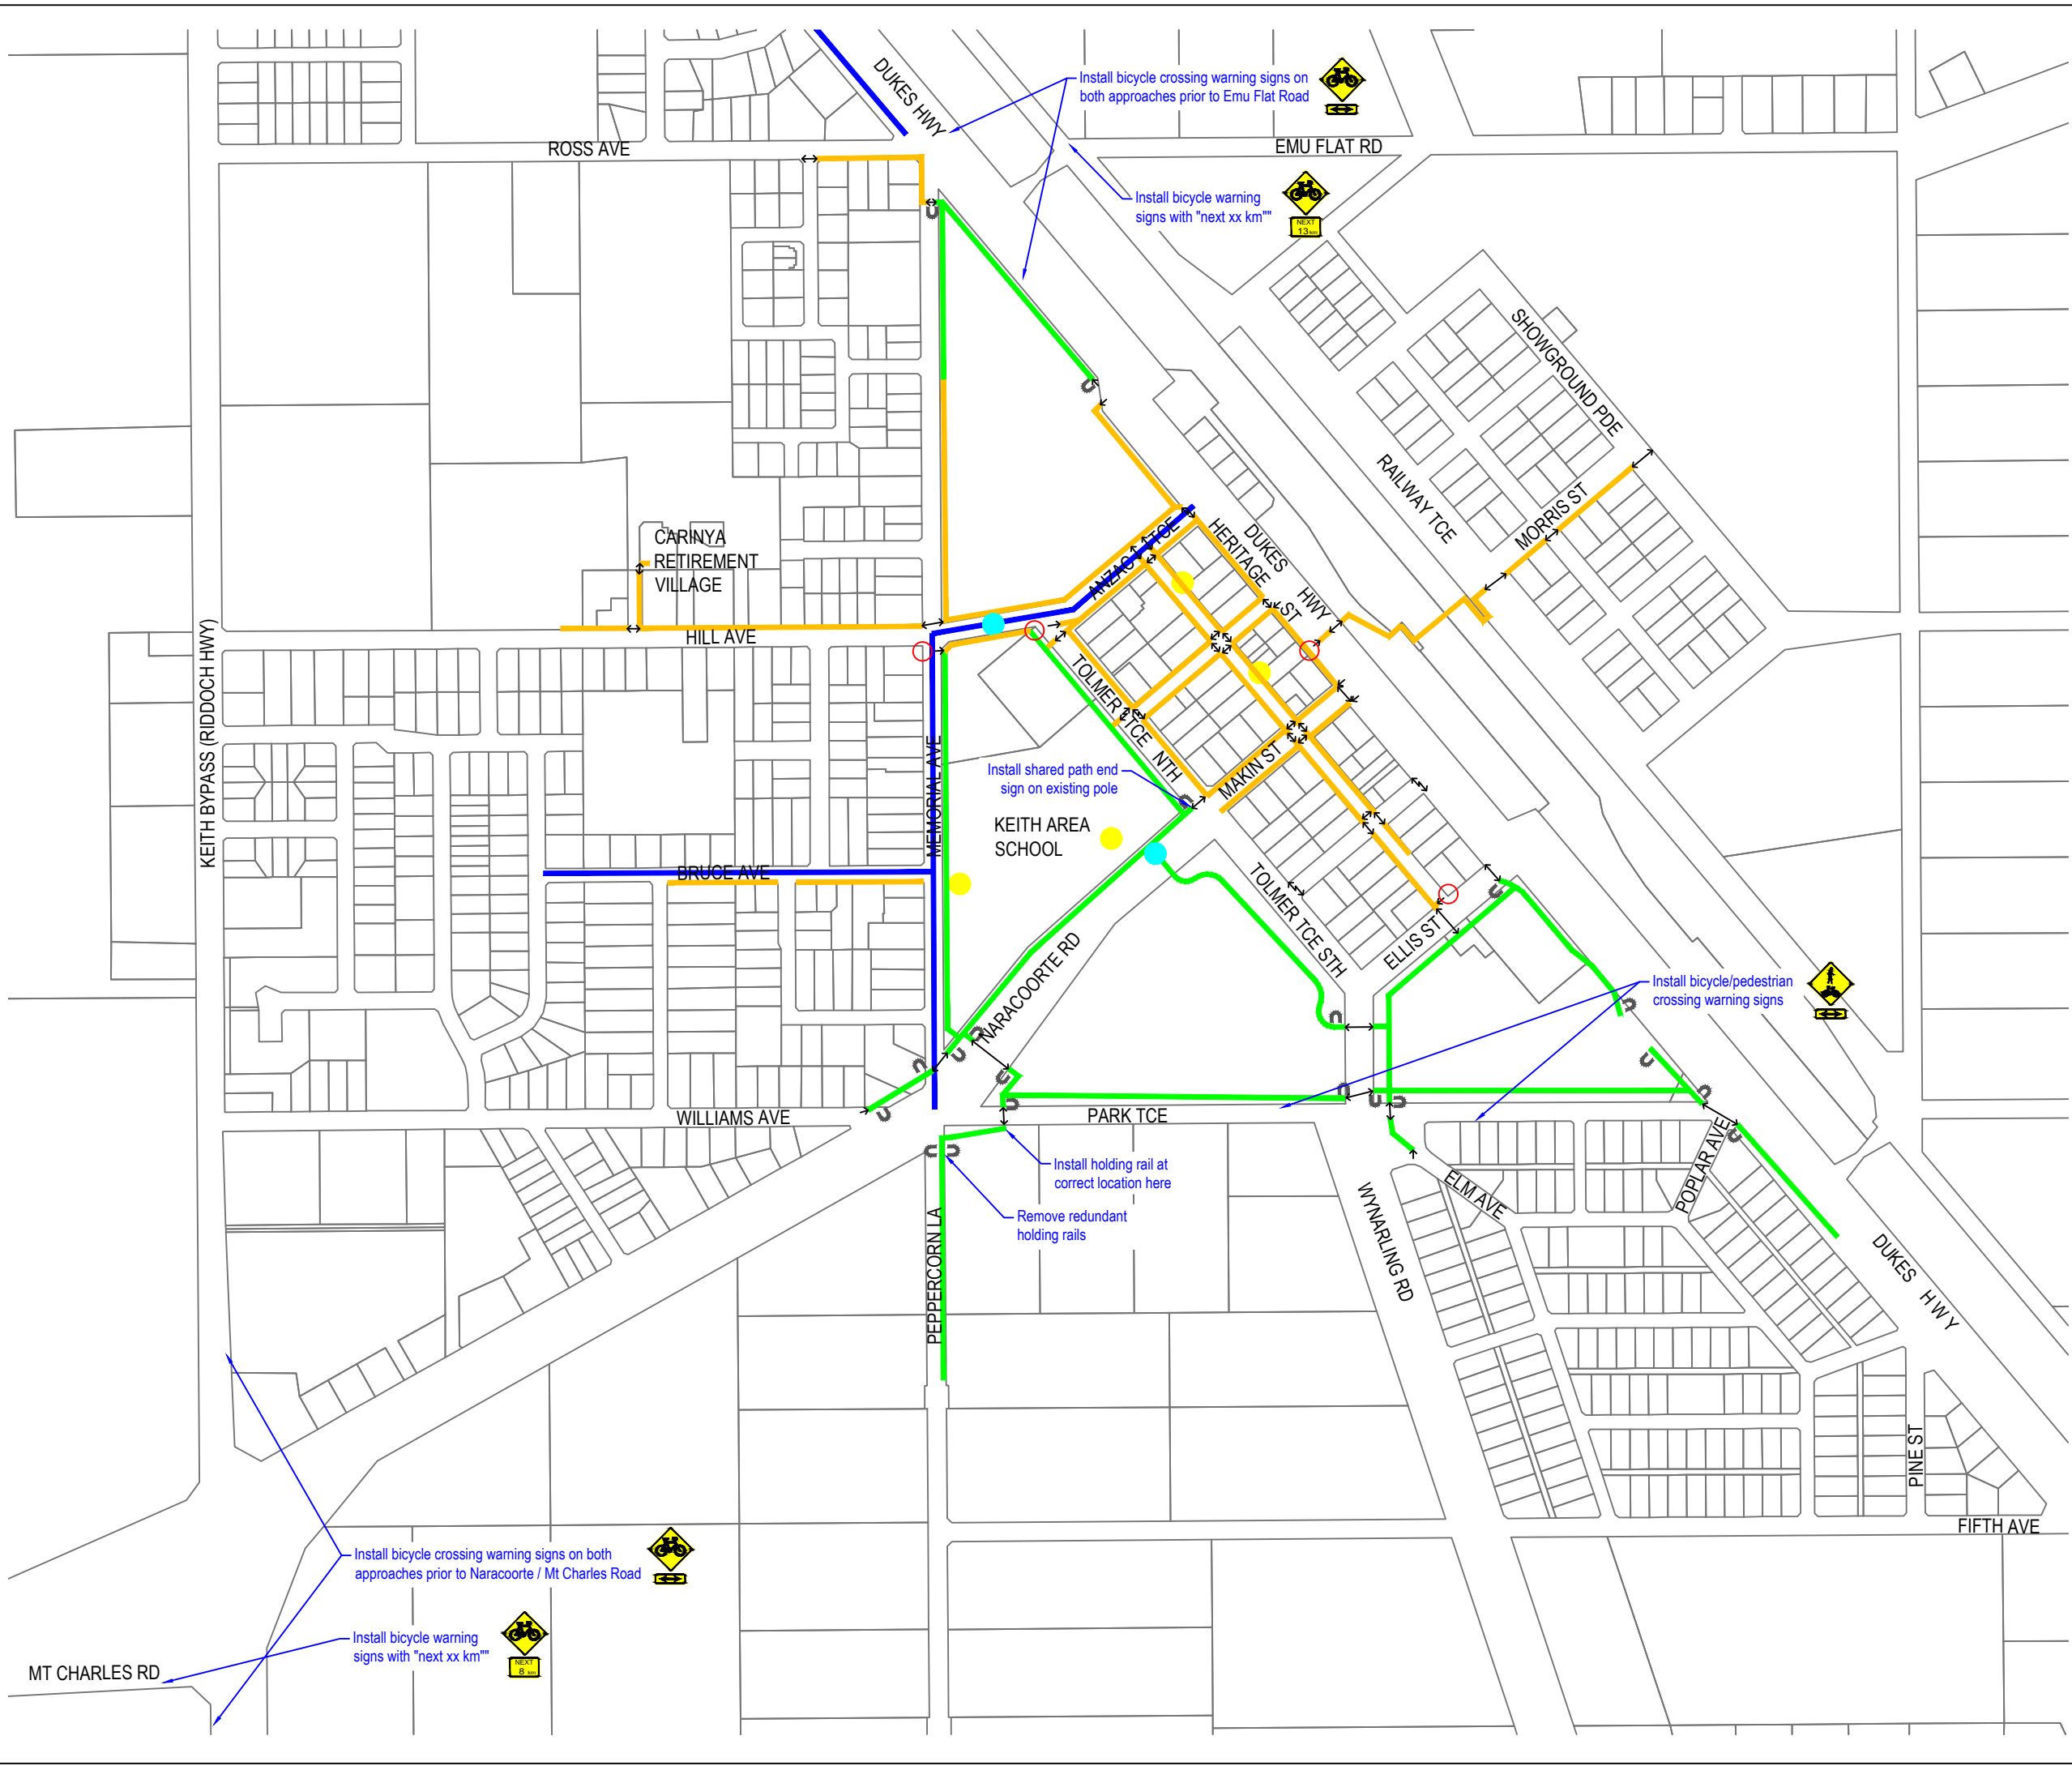 DUKES HWY
Install bicycle crossing warning signs on
both approaches prior to Emu Flat Road
ROSS AVE
EMU FLAT RD
Install bicycle warning
signs with "next xx km""
NEXT
13 km
SHOWGROUND PDE
RAILWAY TCE
MORRIS ST
CARINYA
RETIREMENT
VILLAGE
ANZAC TCE
HERITAGE ST
DUKES HWY
HILL AVE
KEITH BYPASS (RIDDOCH HWY)
TOLMER TCE NTH
MEMORIAL AVE
MAKIN ST
Install shared path end
sign on existing pole
KEITH AREA
SCHOOL
BRUCE AVE
TOLMER TCE STH
ELLIS ST
NARACOORTE RD
Install bicycle/pedestrian
crossing warning signs
WILLIAMS AVE
PARK TCE
Install holding rail at
correct location here
Remove redundant
holding rails
PEPPERCORN LA
WYNARLING RD
ELM AVE
POPLAR AVE
DUKES HWY
PINE ST
FIFTH AVE
Install bicycle crossing warning signs on both
approaches prior to Naracoorte / Mt Charles Road
Install bicycle warning
signs with "next xx km""
NEXT
8 km
MT CHARLES RD